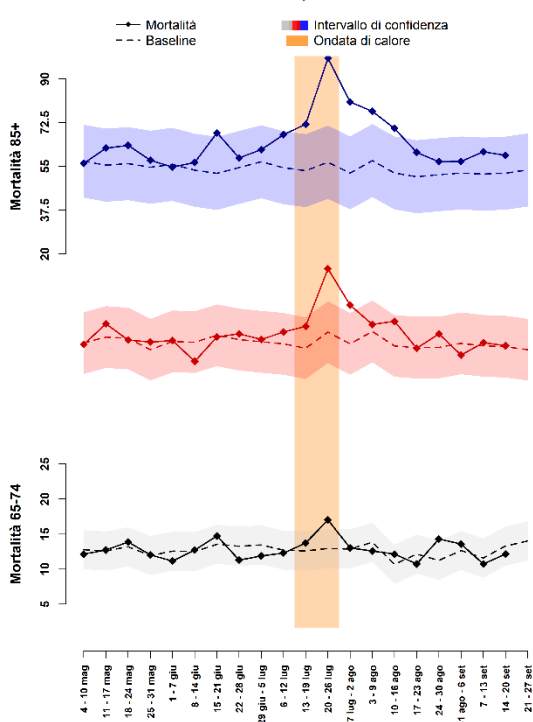 Mortalità
Intervallo di confidenza
Baseline
Ondata di calore
Mortalità 85+
90
72.5
55
37.5
20
Mortalità 65-74
25
20
15
10
5
4 - 10 mag
11 - 17 mag
18 - 24 mag
25 - 31 mag
1 - 7 giu
8 - 14 giu
15 - 21 giu
22 - 28 giu
29 giu - 5 lug
6 - 12 lug
13 - 19 lug
20 - 26 lug
7 lug - 2 ago
3 - 9 ago
10 - 16 ago
17 - 23 ago
24 - 30 ago
1 ago - 6 set
7 - 13 set
14 - 20 set
21 - 27 set